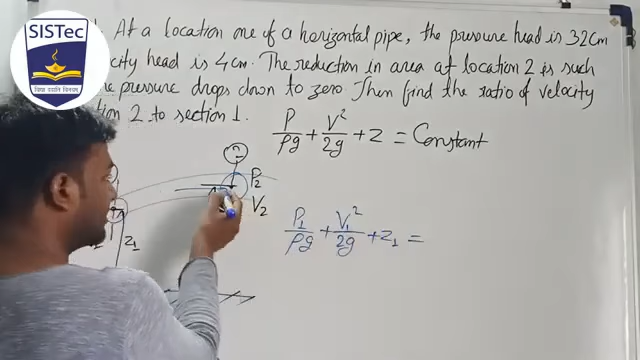 SISTec
At a location one of a horizontal pipe, the pressure head is 32cm
city head is 4cm. The reduction in area at location 2 is such
pressure drops down to zero. Then find the ratio of velocity
tion 2 to section 1.
P/ρg + V²/2g + Z = Constant
2
P₂
V₂
Z₁
P₁/ρg + V₁²/2g + Z₁ =